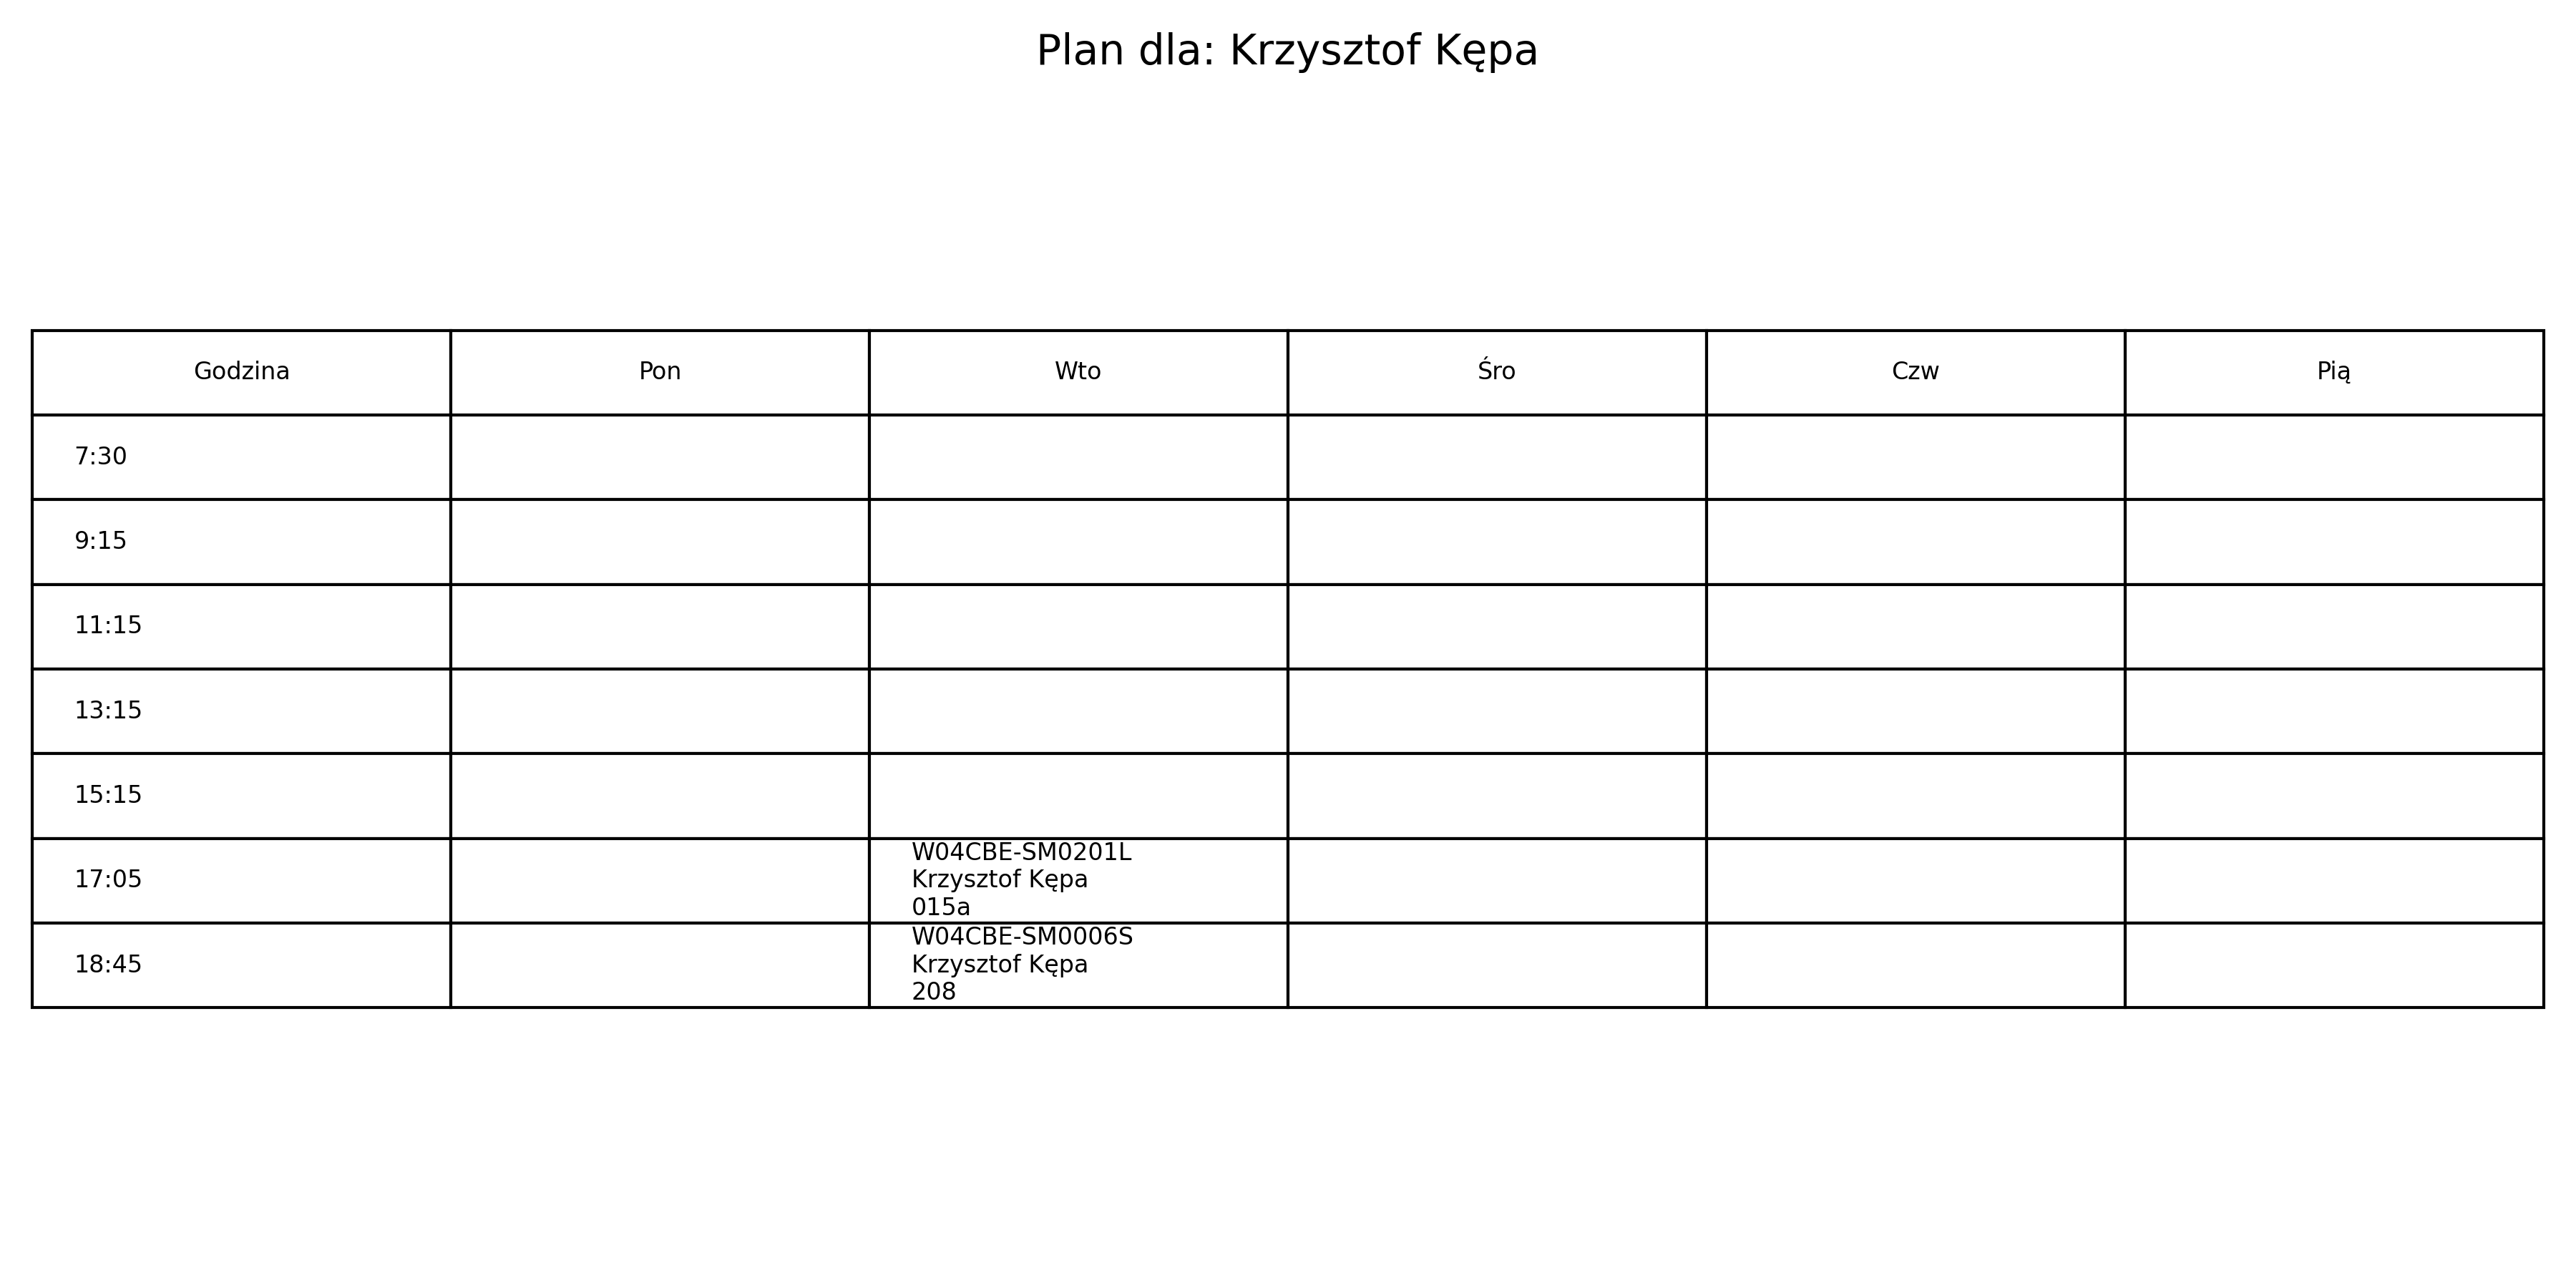 Plan dla: Krzysztof Kępa
Godzina Pon Wto Śro Czw Pią
7:30
9:15
11:15
13:15
15:15
17:05
W04CBE-SM0201L
Krzysztof Kępa
015a
18:45
W04CBE-SM0006S
Krzysztof Kępa
208